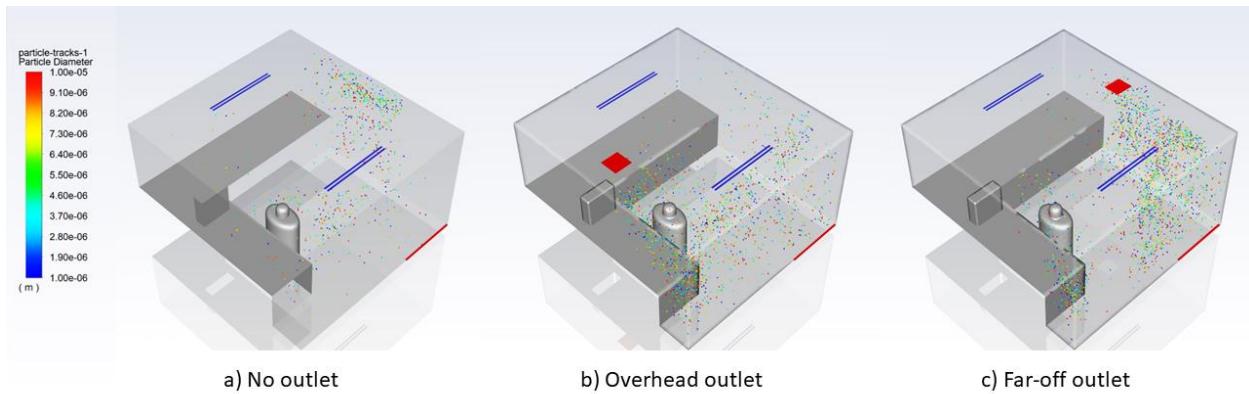 particle-tracks-1
Particle Diameter
1.00e-05
9.10e-06
8.20e-06
7.30e-06
6.40e-06
5.50e-06
4.60e-06
3.70e-06
2.80e-06
1.90e-06
1.00e-06
( m )
a) No outlet
b) Overhead outlet
c) Far-off outlet